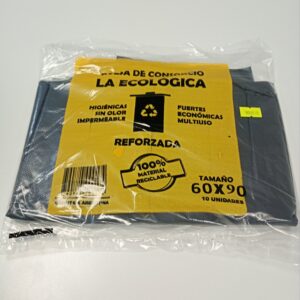 BOLSA DE CONSORCIO
LA ECOLOGICA
HIGIÉNICAS
SIN OLOR
IMPERMEABLE
FUERTES
ECONÓMICAS
MULTIUSO
REFORZADA
100%
MATERIAL
RECICLABLE
TAMAÑO
60X90
10 UNIDADES